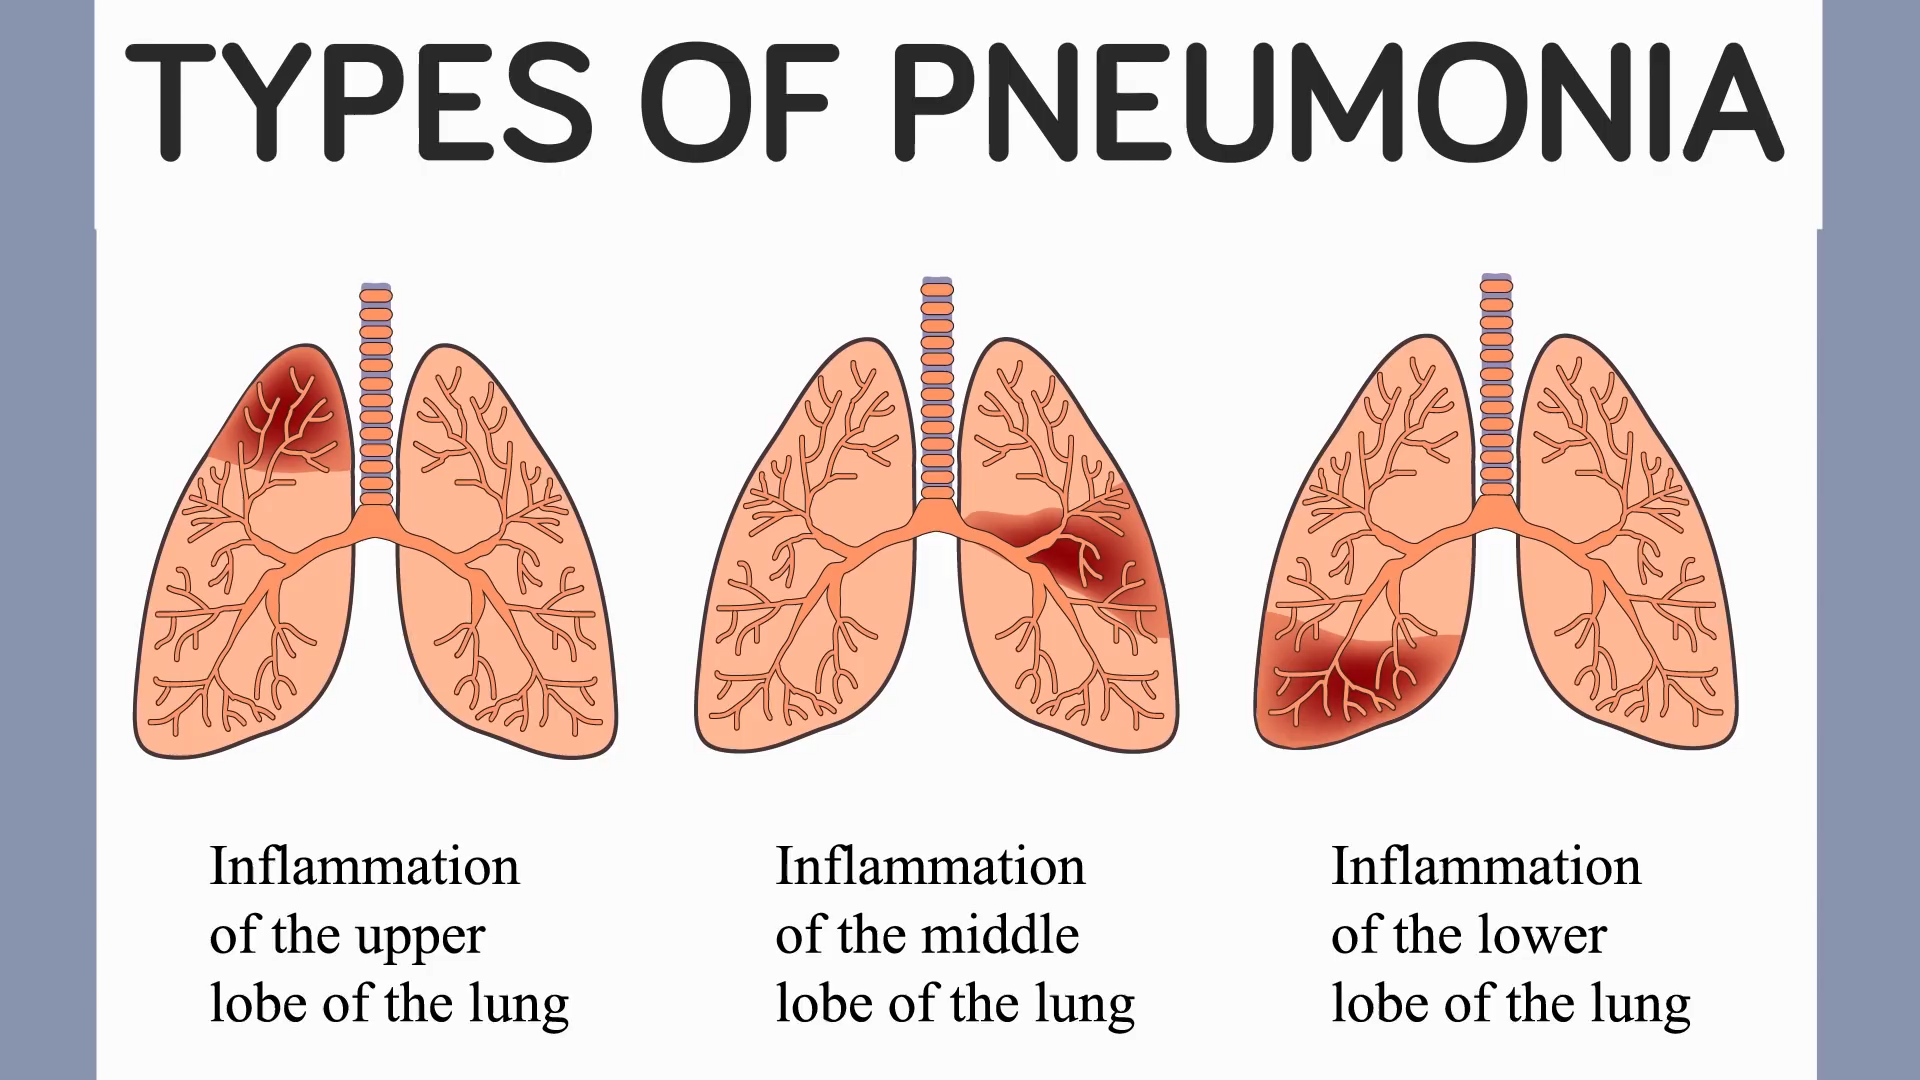 TYPES OF PNEUMONIA
Inflammation
of the upper
lobe of the lung
Inflammation
of the middle
lobe of the lung
Inflammation
of the lower
lobe of the lung